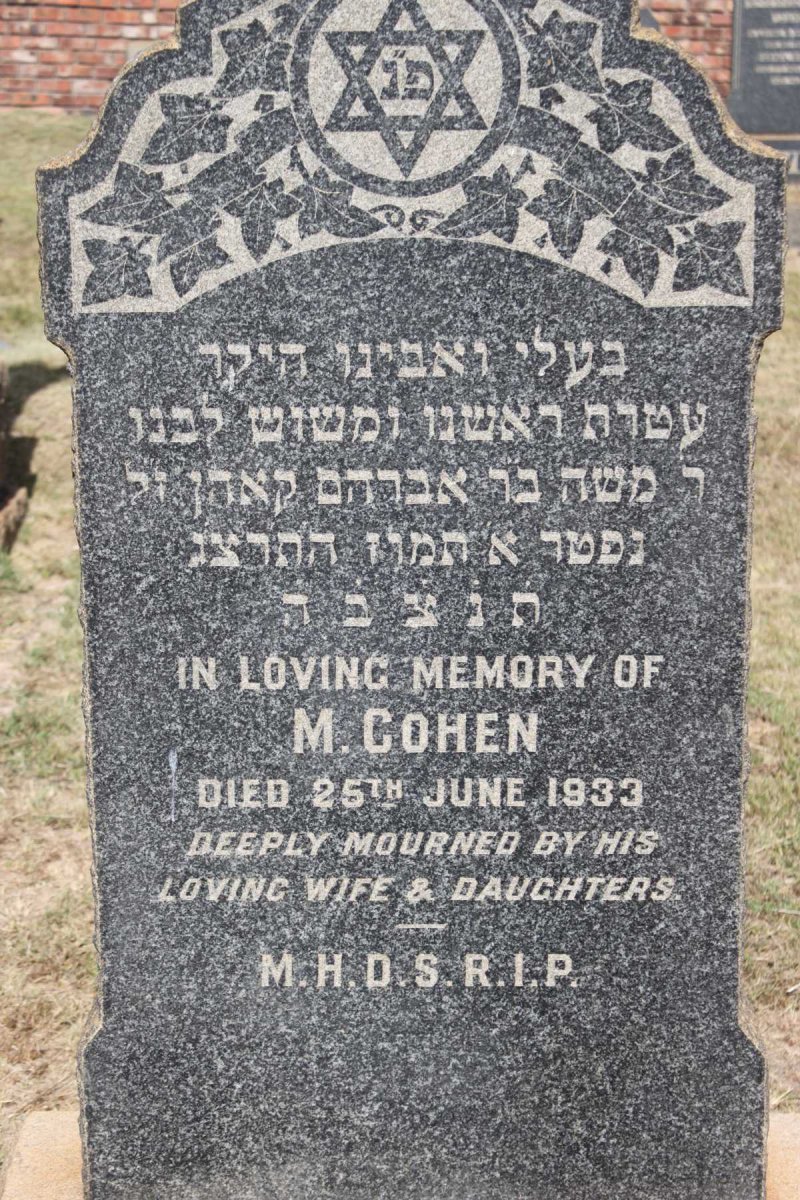 פ"נ
בעלי ואבינו היקר
עטרת ראשנו ומשוש לבנו
ר משה בר אברהם קאהן זל
נפטר א תמוז התרצג
ת נ צ ב ה
IN LOVING MEMORY OF
M. COHEN
DIED 25TH JUNE 1933
DEEPLY MOURNED BY HIS
LOVING WIFE & DAUGHTERS.
M.H.D.S.R.I.P.